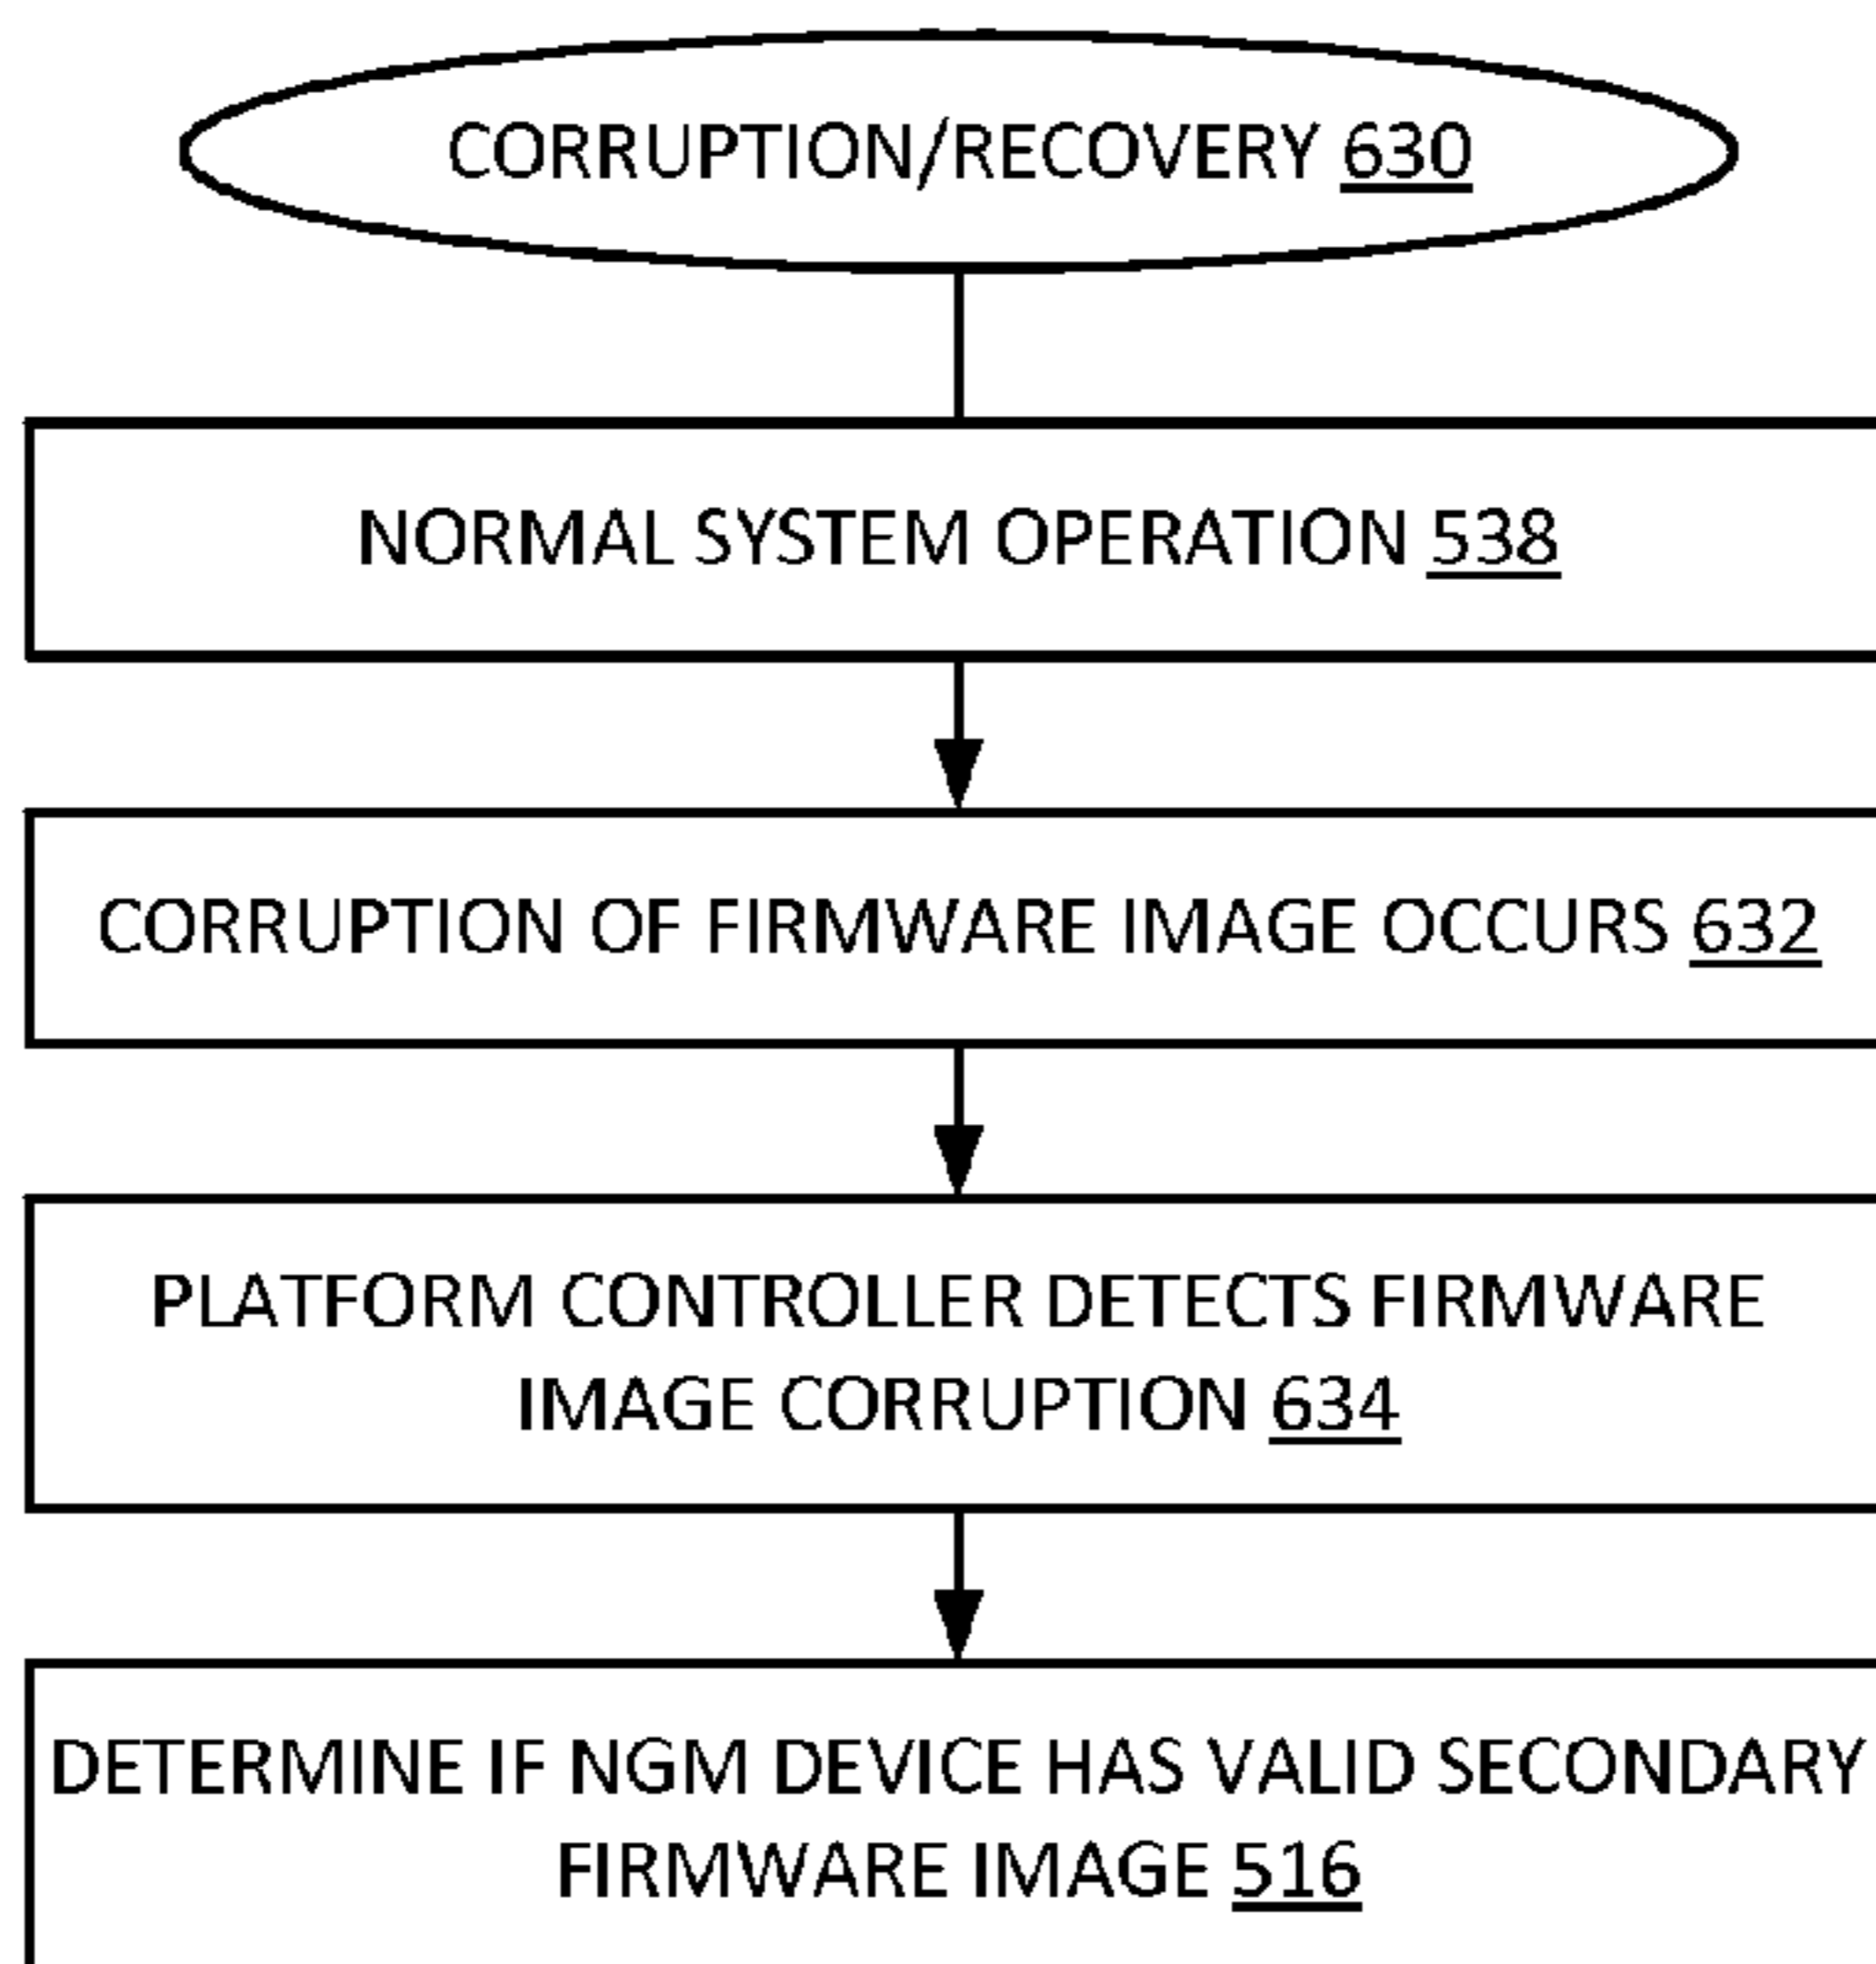 CORRUPTION/RECOVERY 630
NORMAL SYSTEM OPERATION 538
CORRUPTION OF FIRMWARE IMAGE OCCURS 632
PLATFORM CONTROLLER DETECTS FIRMWARE
IMAGE CORRUPTION 634
DETERMINE IF NGM DEVICE HAS VALID SECONDARY
FIRMWARE IMAGE 516